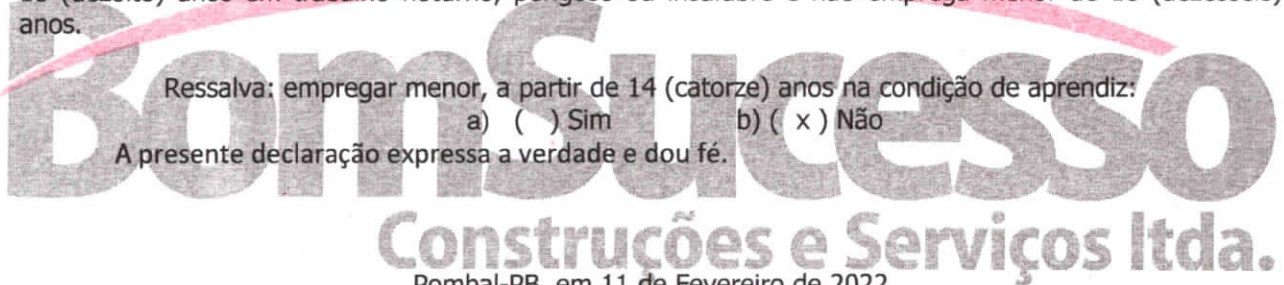 anos.
Ressalva: empregar menor, a partir de 14 (catorze) anos na condição de aprendiz:
a) ( ) Sim b) ( x ) Não
A presente declaração expressa a verdade e dou fé.
BomSucesso
Construções e Serviços ltda.
Pombal-PB, em 11 de Fevereiro de 2022